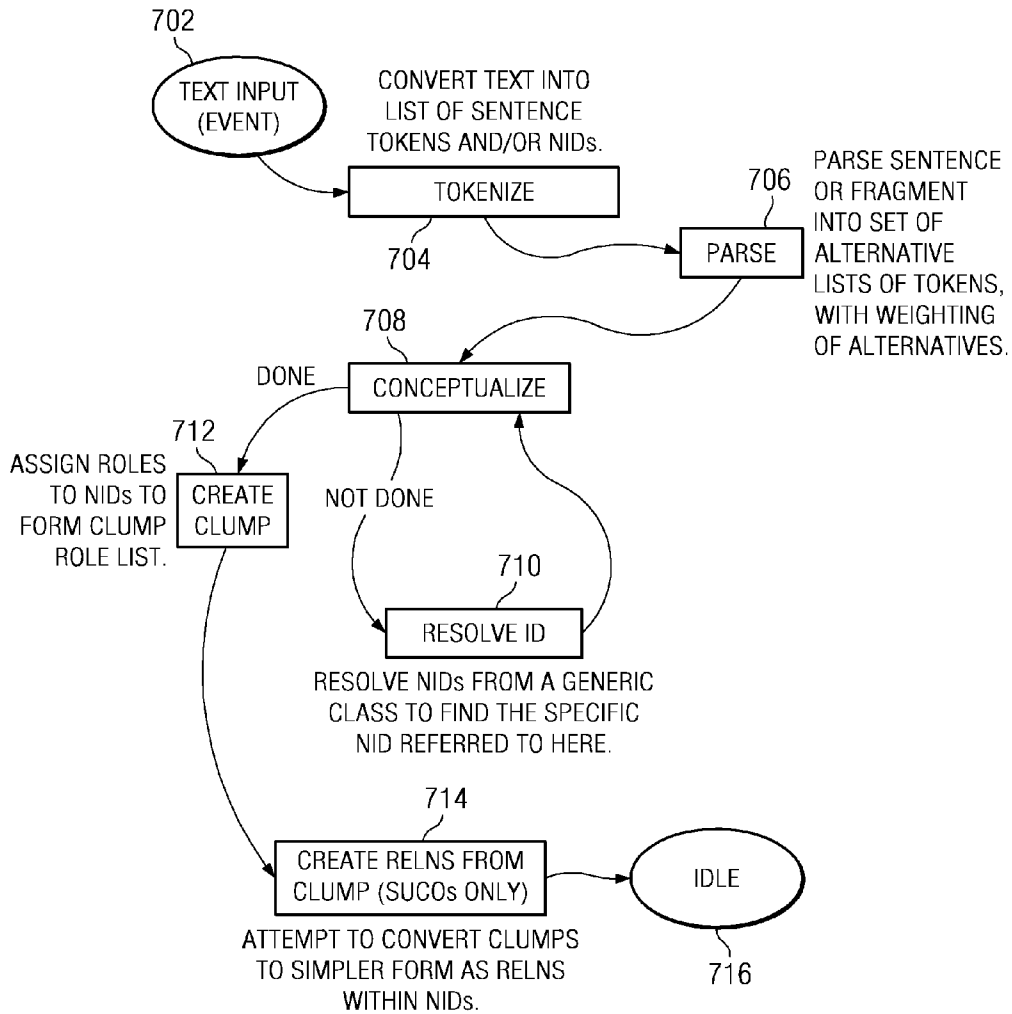 702
TEXT INPUT
(EVENT)
CONVERT TEXT INTO
LIST OF SENTENCE
TOKENS AND/OR NIDs.
TOKENIZE
704
706
PARSE
PARSE SENTENCE
OR FRAGMENT
INTO SET OF
ALTERNATIVE
LISTS OF TOKENS,
WITH WEIGHTING
OF ALTERNATIVES.
708
CONCEPTUALIZE
DONE
712
ASSIGN ROLES
TO NIDs TO
FORM CLUMP
ROLE LIST.
CREATE
CLUMP
NOT DONE
710
RESOLVE ID
RESOLVE NIDs FROM A GENERIC
CLASS TO FIND THE SPECIFIC
NID REFERRED TO HERE.
714
CREATE RELNS FROM
CLUMP (SUCOs ONLY)
ATTEMPT TO CONVERT CLUMPS
TO SIMPLER FORM AS RELNS
WITHIN NIDs.
IDLE
716